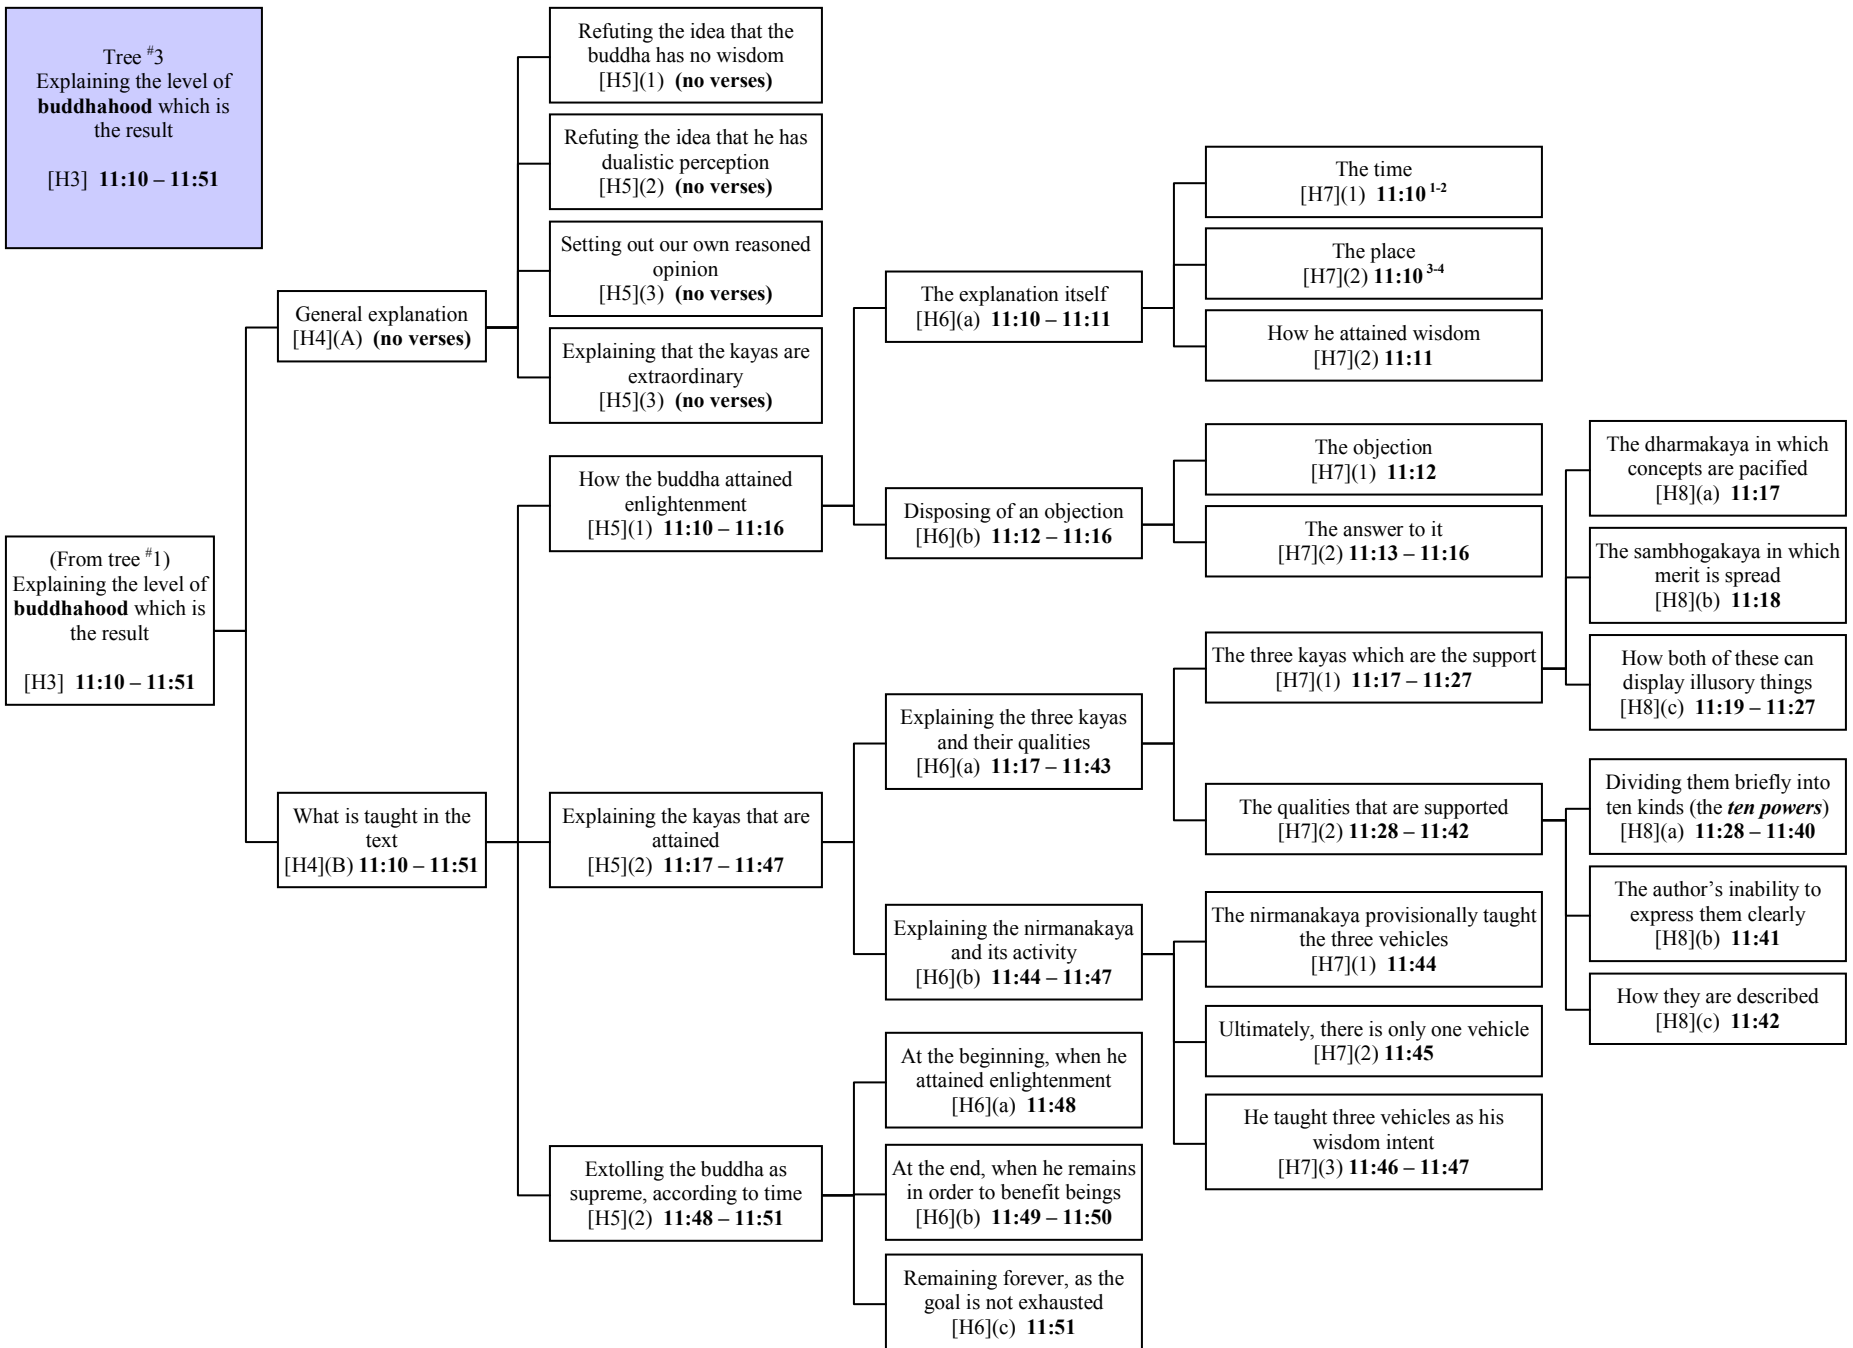 Tree #3
Explaining the level of
buddhahood which is
the result
[H3] 11:10 – 11:51
(From tree #1)
Explaining the level of
buddhahood which is
the result
[H3] 11:10 – 11:51
General explanation
[H4](A) (no verses)
What is taught in the
text
[H4](B) 11:10 – 11:51
Refuting the idea that the
buddha has no wisdom
[H5](1) (no verses)
Refuting the idea that he has
dualistic perception
[H5](2) (no verses)
Setting out our own reasoned
opinion
[H5](3) (no verses)
Explaining that the kayas are
extraordinary
[H5](3) (no verses)
How the buddha attained
enlightenment
[H5](1) 11:10 – 11:16
Explaining the kayas that are
attained
[H5](2) 11:17 – 11:47
Extolling the buddha as
supreme, according to time
[H5](2) 11:48 – 11:51
The explanation itself
[H6](a) 11:10 – 11:11
Disposing of an objection
[H6](b) 11:12 – 11:16
Explaining the three kayas
and their qualities
[H6](a) 11:17 – 11:43
Explaining the nirmanakaya
and its activity
[H6](b) 11:44 – 11:47
At the beginning, when he
attained enlightenment
[H6](a) 11:48
At the end, when he remains
in order to benefit beings
[H6](b) 11:49 – 11:50
Remaining forever, as the
goal is not exhausted
[H6](c) 11:51
The time
[H7](1) 11:10 1-2
The place
[H7](2) 11:10 3-4
How he attained wisdom
[H7](2) 11:11
The objection
[H7](1) 11:12
The answer to it
[H7](2) 11:13 – 11:16
The three kayas which are the support
[H7](1) 11:17 – 11:27
The qualities that are supported
[H7](2) 11:28 – 11:42
The nirmanakaya provisionally taught
the three vehicles
[H7](1) 11:44
Ultimately, there is only one vehicle
[H7](2) 11:45
He taught three vehicles as his
wisdom intent
[H7](3) 11:46 – 11:47
The dharmakaya in which
concepts are pacified
[H8](a) 11:17
The sambhogakaya in which
merit is spread
[H8](b) 11:18
How both of these can
display illusory things
[H8](c) 11:19 – 11:27
Dividing them briefly into
ten kinds (the ten powers)
[H8](a) 11:28 – 11:40
The author's inability to
express them clearly
[H8](b) 11:41
How they are described
[H8](c) 11:42